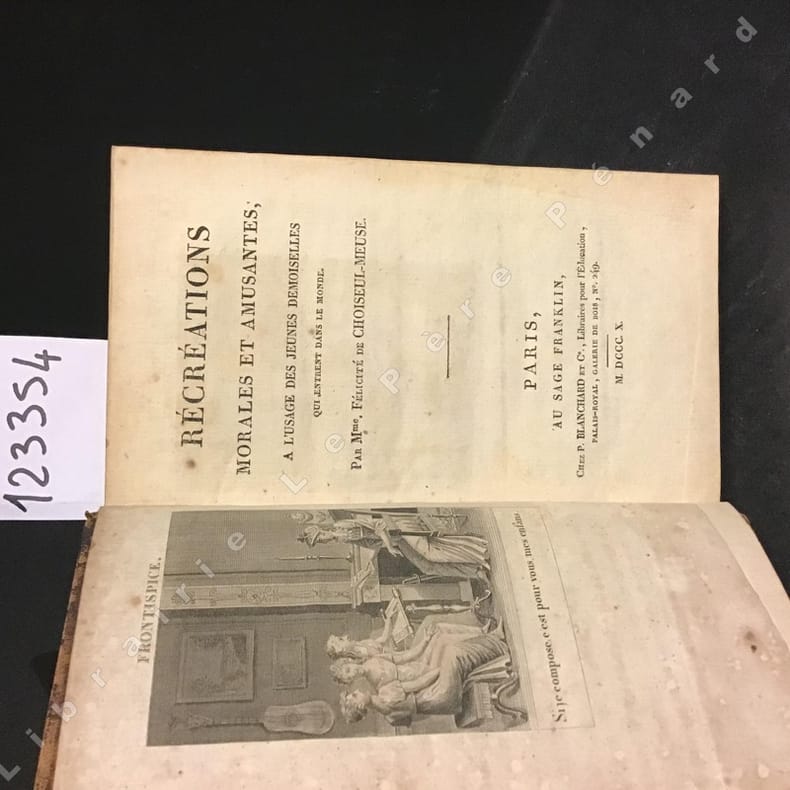 123354
FRONTISPICE.
Si je compose, c est pour vous, mes enfans.
RÉCRÉATIONS
MORALES ET AMUSANTES,
A L'USAGE DES JEUNES DEMOISELLES
QUI ENTRENT DANS LE MONDE.
PAR Mme. FÉLICITÉ DE CHOISEUL-MEUSE.
PARIS,
AU SAGE FRANKLIN,
CHEZ P. BLANCHARD ET Ce., Libraires pour l'Éducation,
PALAIS-ROYAL, GALERIE DE BOIS, No. 249.
M. DCCC. X.
Librairie Le Père Pénard